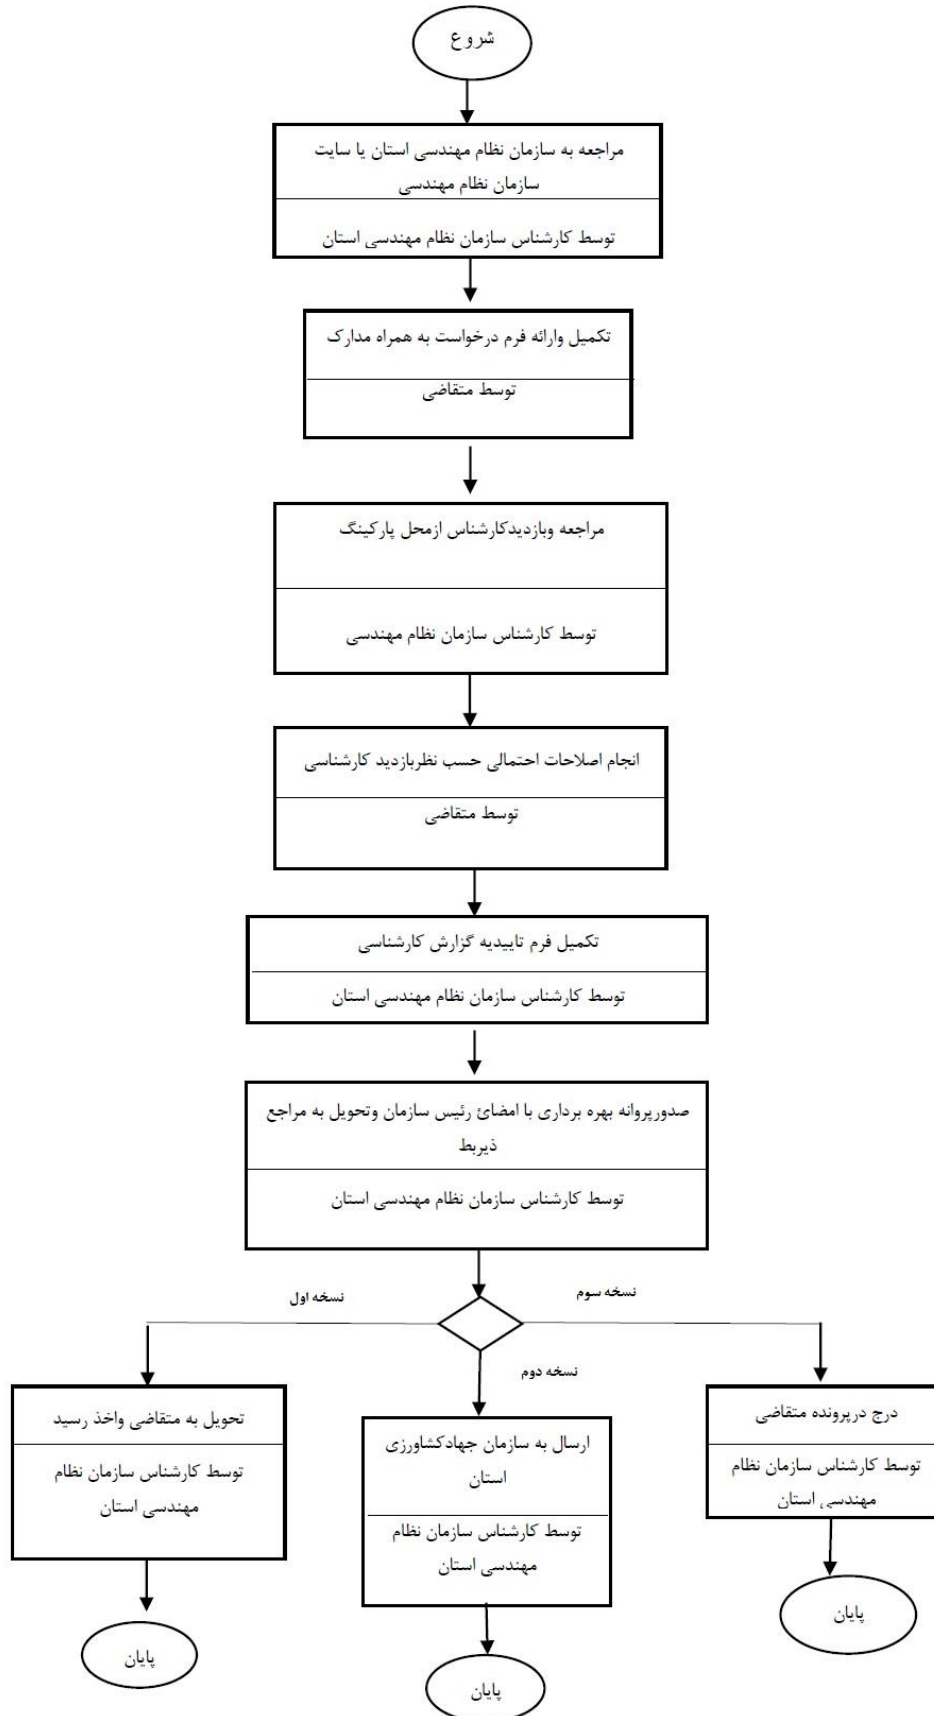 شروع
مراجعه به سازمان نظام مهندسی استان یا سایت
سازمان نظام مهندسی
توسط کارشناس سازمان نظام مهندسی استان
تکمیل وارائه فرم درخواست به همراه مدارک
توسط متقاضی
مراجعه وبازدیدکارشناس ازمحل پارکینگ
توسط کارشناس سازمان نظام مهندسی
انجام اصلاحات احتمالی حسب نظربازدید کارشناسی
توسط متقاضی
تکمیل فرم تاییدیه گزارش کارشناسی
توسط کارشناس سازمان نظام مهندسی استان
صدورپروانه بهره برداری با امضائ رئیس سازمان وتحویل به مراجع
ذیربط
توسط کارشناس سازمان نظام مهندسی استان
نسخه سوم
نسخه اول
نسخه دوم
درج درپرونده متقاضی
توسط کارشناس سازمان نظام
مهندسی استان
پایان
ارسال به سازمان جهادکشاورزی
استان
توسط کارشناس سازمان نظام
مهندسی استان
پایان
تحویل به متقاضی واخذ رسید
توسط کارشناس سازمان نظام
مهندسی استان
پایان